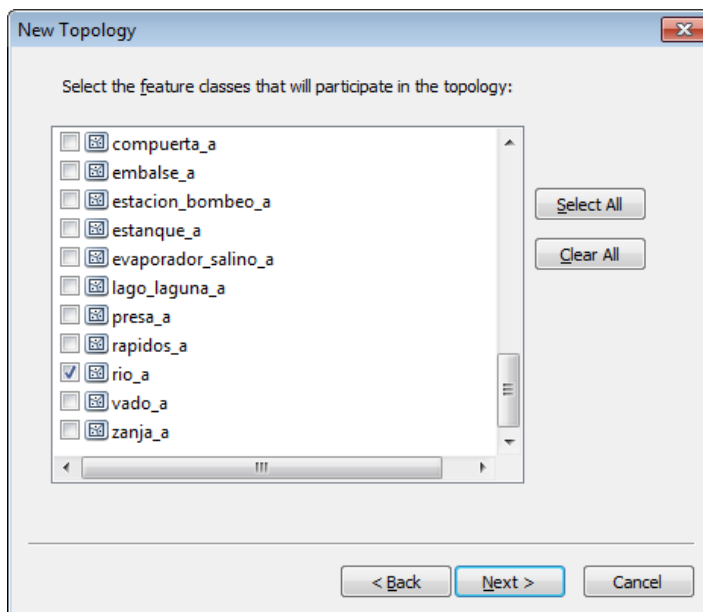 New Topology
Select the feature classes that will participate in the topology:
compuerta_a
embalse_a
estacion_bombeo_a
estanque_a
evaporador_salino_a
lago_laguna_a
presa_a
rapidos_a
rio_a
vado_a
zanja_a
Select All
Clear All
< Back
Next >
Cancel